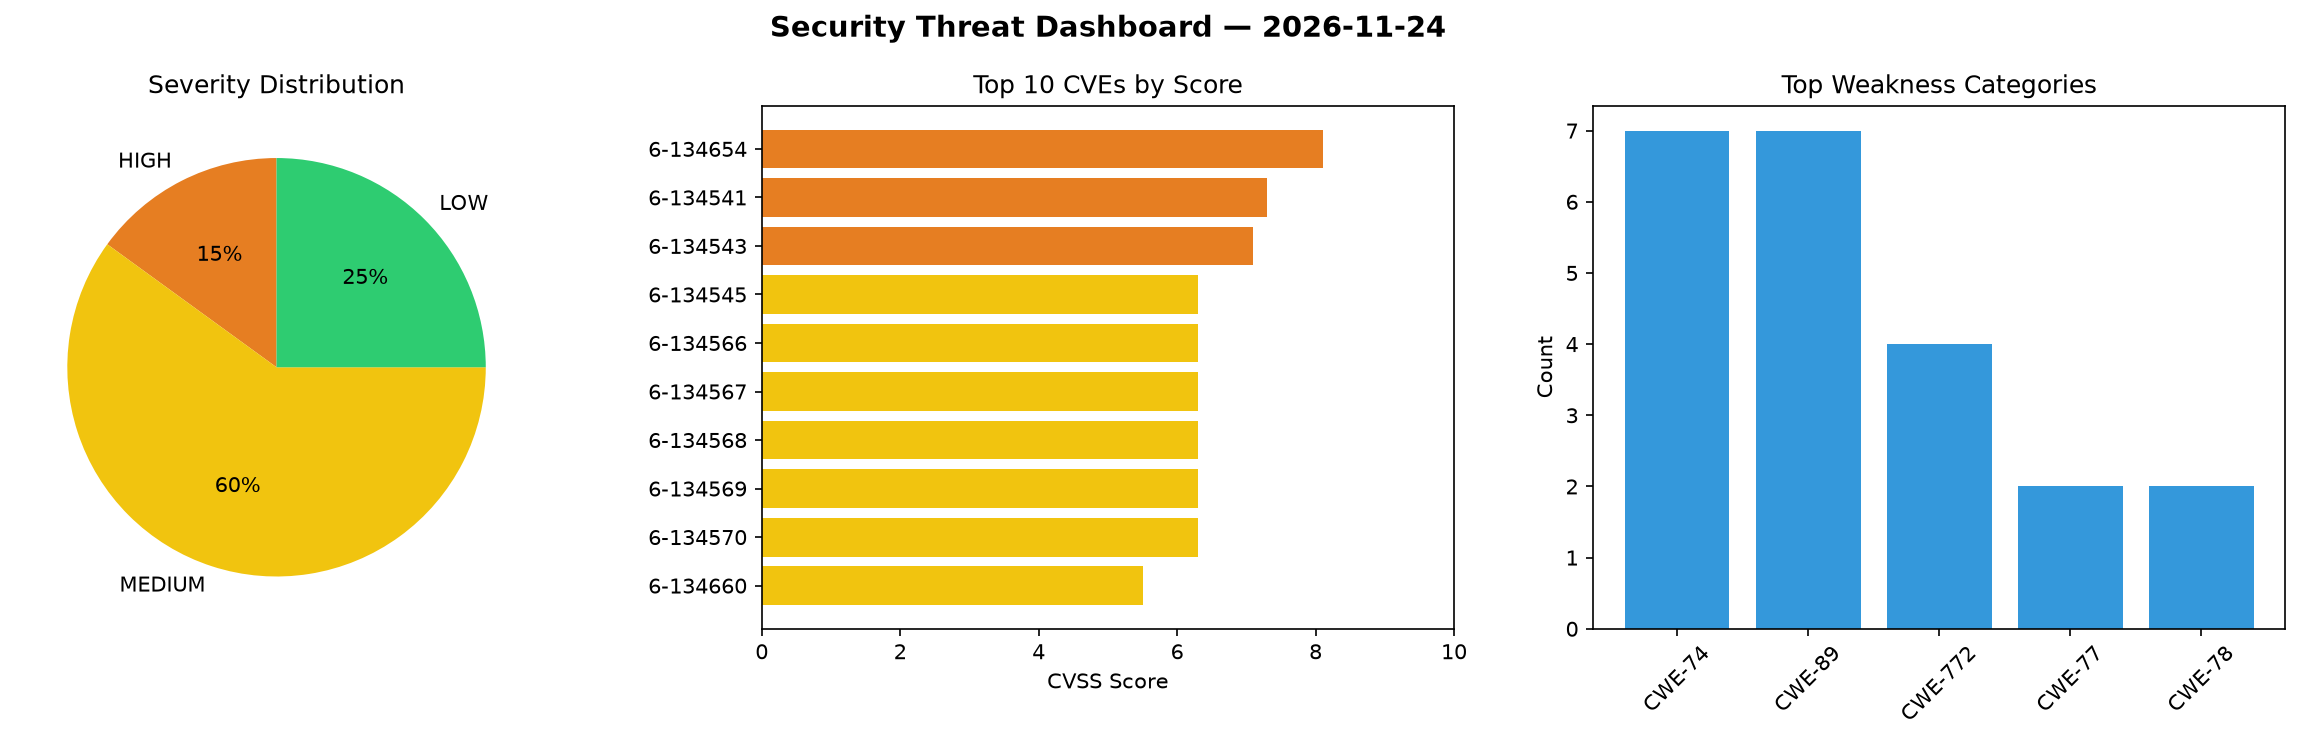 Security Threat Dashboard — 2026-11-24
Severity Distribution
HIGH
LOW
15%
25%
60%
MEDIUM
Top 10 CVEs by Score
6-134654
6-134541
6-134543
6-134545
6-134566
6-134567
6-134568
6-134569
6-134570
6-134660
0 2 4 6 8 10
CVSS Score
Top Weakness Categories
Count
7
6
5
4
3
2
1
0
CWE-74 CWE-89 CWE-772 CWE-77 CWE-78